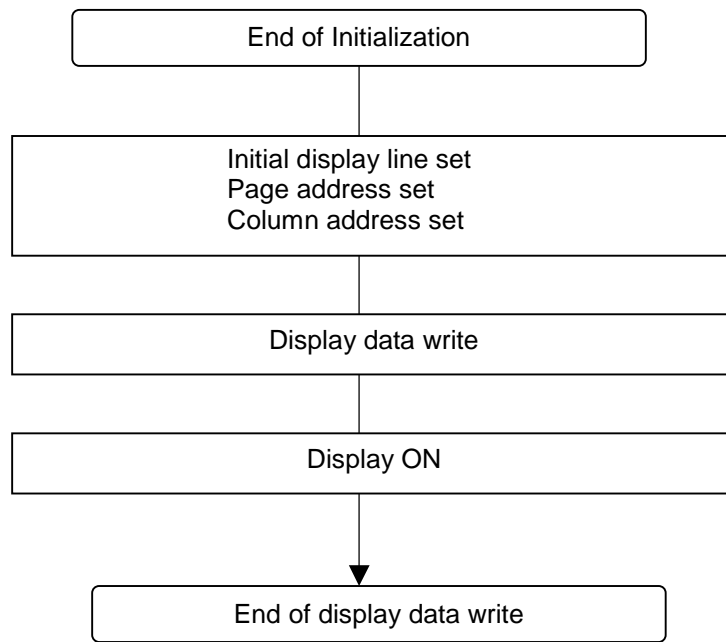 End of Initialization
Initial display line set
Page address set
Column address set
Display data write
Display ON
End of display data write